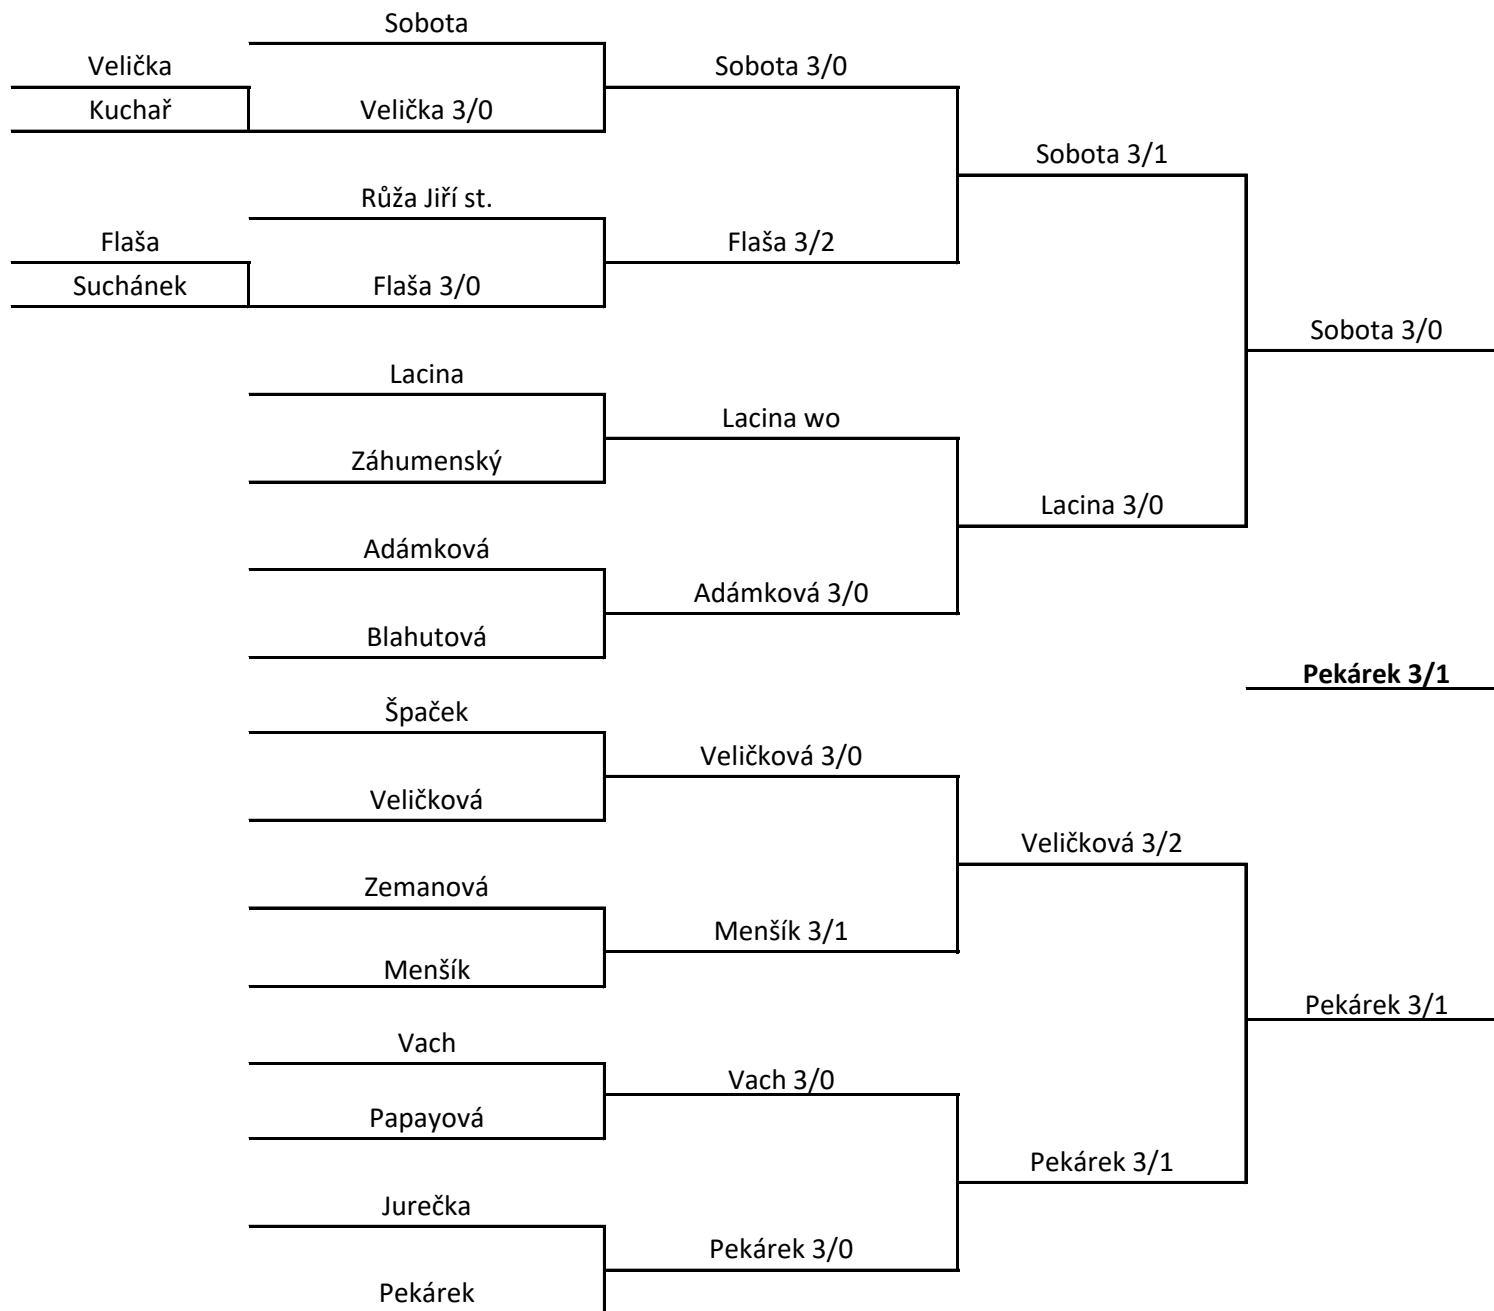 Sobota
Velička
Sobota 3/0
Kuchař
Velička 3/0
Sobota 3/1
Růža Jiří st.
Flaša
Flaša 3/2
Suchánek
Flaša 3/0
Sobota 3/0
Lacina
Lacina wo
Záhumenský
Lacina 3/0
Adámková
Adámková 3/0
Blahutová
Pekárek 3/1
Špaček
Veličková 3/0
Veličková
Veličková 3/2
Zemanová
Menšík 3/1
Menšík
Pekárek 3/1
Vach
Vach 3/0
Papayová
Pekárek 3/1
Jurečka
Pekárek 3/0
Pekárek